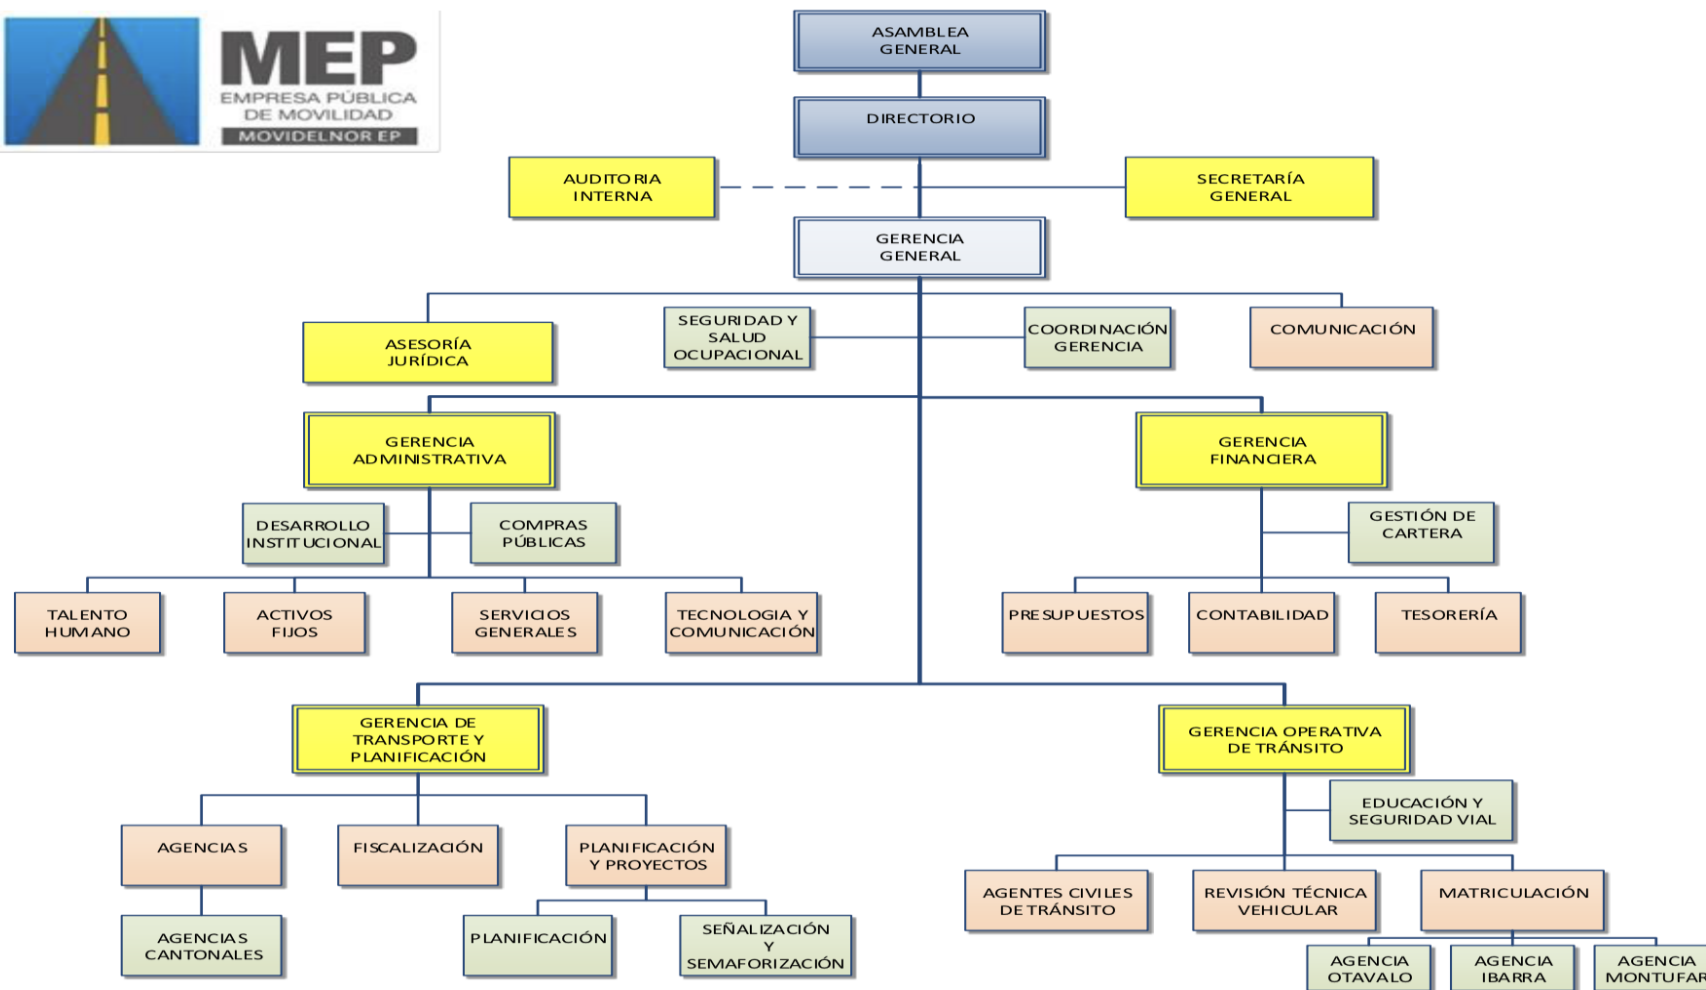 MEP
EMPRESA PÚBLICA
DE MOVILIDAD
MOVIDELNOR EP
ASAMBLEA
GENERAL
DIRECTORIO
AUDITORIA
INTERNA
SECRETARÍA
GENERAL
GERENCIA
GENERAL
ASESORÍA
JURÍDICA
SEGURIDAD Y
SALUD
OCUPACIONAL
COORDINACIÓN
GERENCIA
COMUNICACIÓN
GERENCIA
ADMINISTRATIVA
GERENCIA
FINANCIERA
DESARROLLO
INSTITUCIONAL
COMPRAS
PÚBLICAS
GESTIÓN DE
CARTERA
TALENTO
HUMANO
ACTIVOS
FIJOS
SERVICIOS
GENERALES
TECNOLOGIA Y
COMUNICACIÓN
PRESUPUESTOS
CONTABILIDAD
TESORERÍA
GERENCIA DE
TRANSPORTE Y
PLANIFICACIÓN
GERENCIA OPERATIVA
DE TRÁNSITO
EDUCACIÓN Y
SEGURIDAD VIAL
AGENCIAS
FISCALIZACIÓN
PLANIFICACIÓN
Y PROYECTOS
AGENTES CIVILES
DE TRÁNSITO
REVISIÓN TÉCNICA
VEHICULAR
MATRICULACIÓN
AGENCIAS
CANTONALES
PLANIFICACIÓN
SEÑALIZACIÓN
Y
SEMAFORIZACIÓN
AGENCIA
OTAVALO
AGENCIA
IBARRA
AGENCIA
MONTUFAR